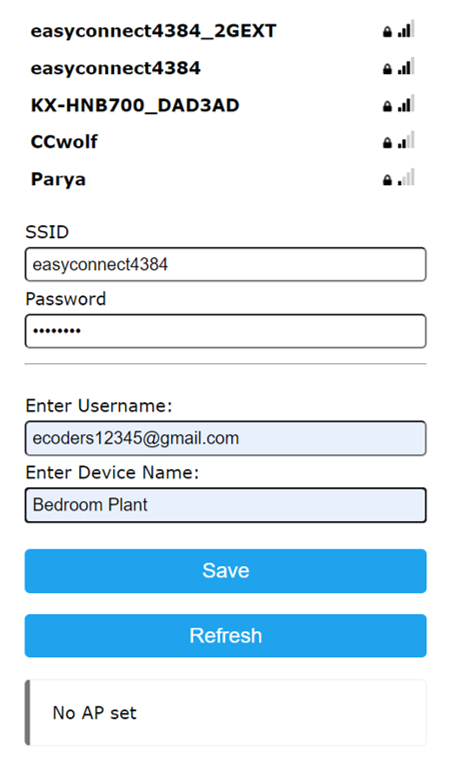 easyconnect4384_2GEXT
easyconnect4384
KX-HNB700_DAD3AD
CCwolf
Parya
SSID
easyconnect4384
Password
••••••••
Enter Username:
ecoders12345@gmail.com
Enter Device Name:
Bedroom Plant
Save
Refresh
No AP set